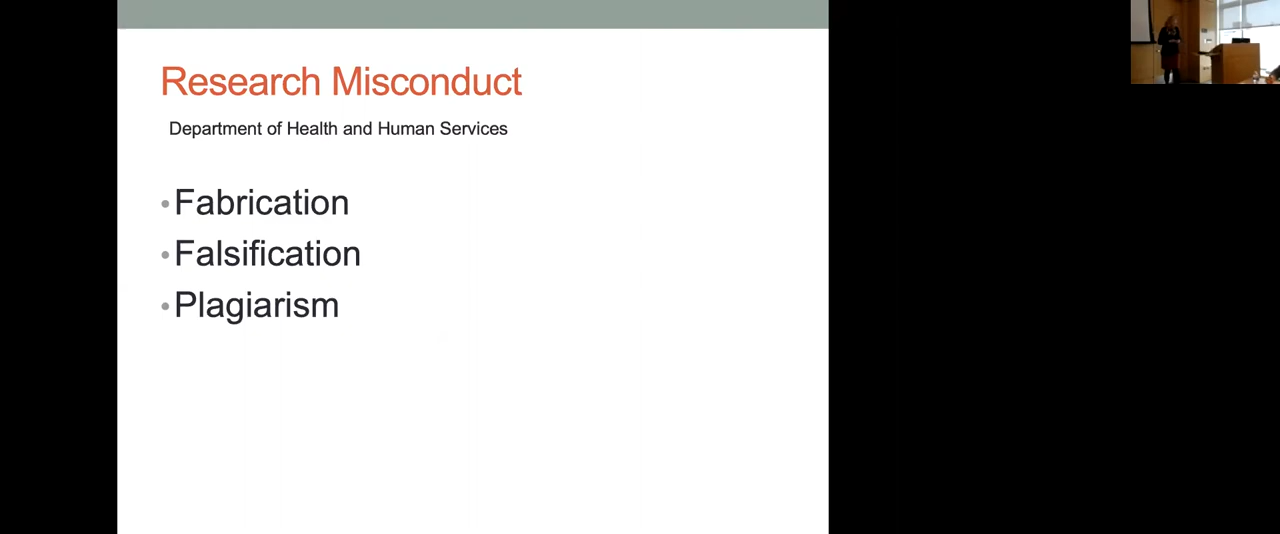 Research Misconduct
Department of Health and Human Services
•Fabrication
•Falsification
•Plagiarism